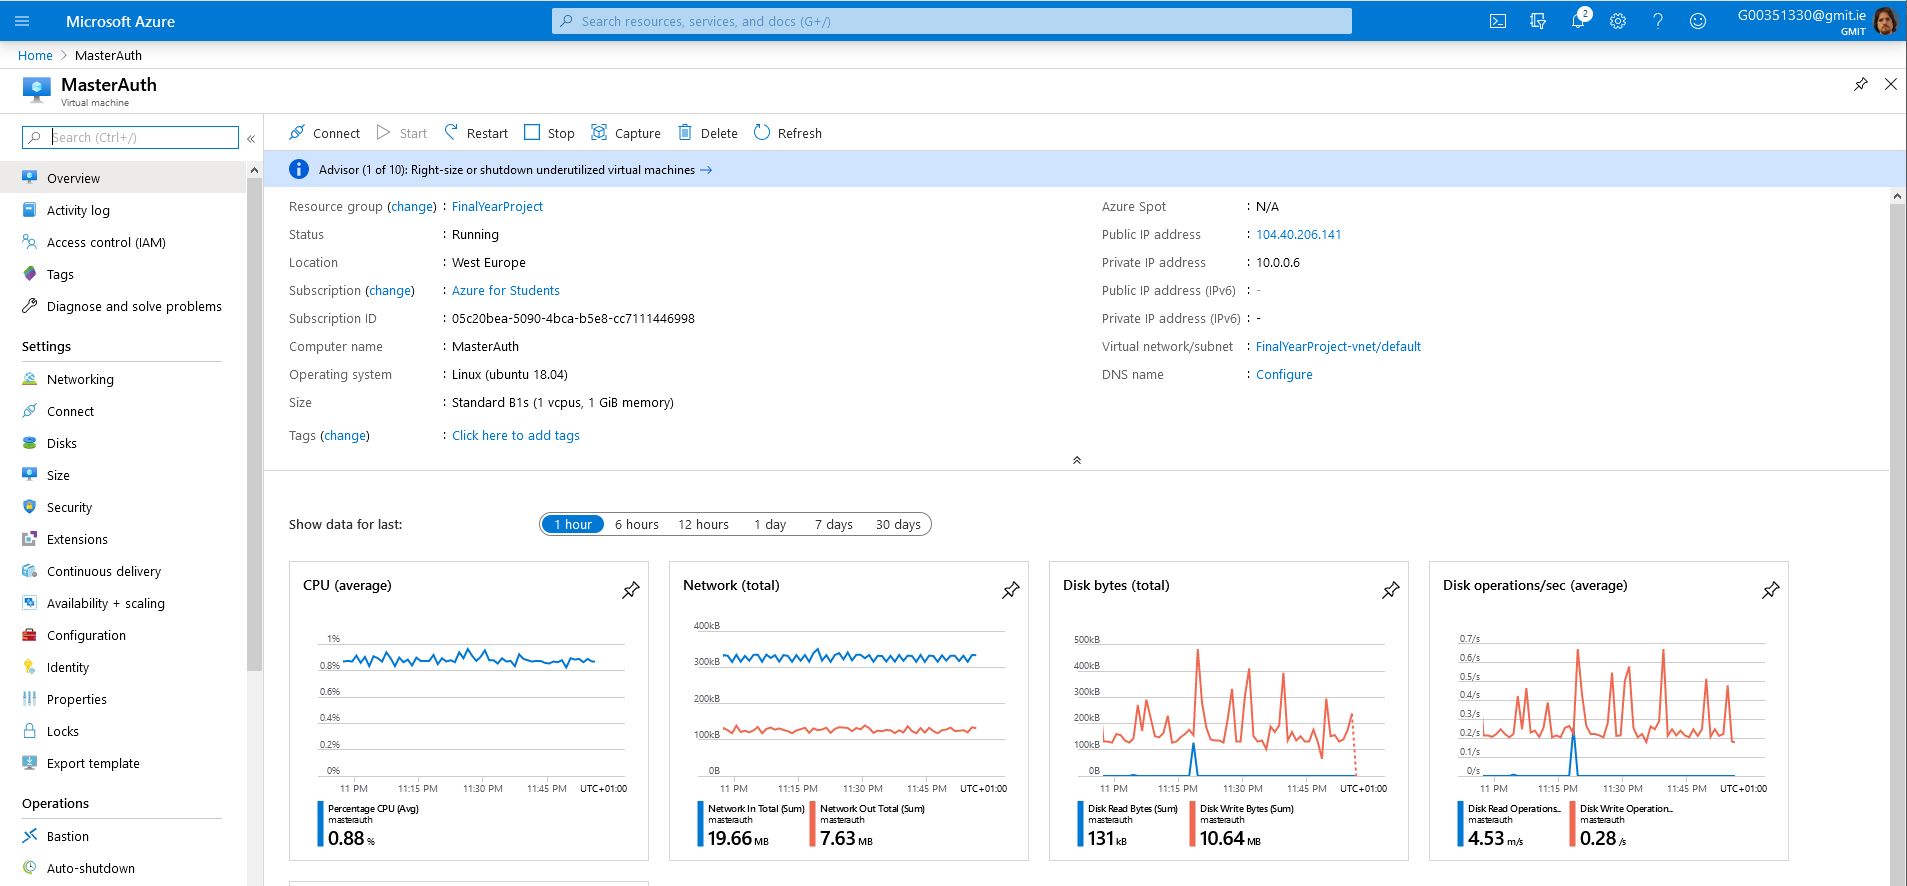 Microsoft Azure
Search resources, services, and docs (G+/)
2
G00351330@gmit.ie
GMIT
Home > MasterAuth
MasterAuth
Virtual machine
Search (Ctrl+/)
«
Connect
Start
Restart
Stop
Capture
Delete
Refresh
Advisor (1 of 10): Right-size or shutdown underutilized virtual machines →
Overview
Activity log
Access control (IAM)
Tags
Diagnose and solve problems
Settings
Networking
Connect
Disks
Size
Security
Extensions
Continuous delivery
Availability + scaling
Configuration
Identity
Properties
Locks
Export template
Operations
Bastion
Auto-shutdown
Resource group (change) : FinalYearProject
Status : Running
Location : West Europe
Subscription (change) : Azure for Students
Subscription ID : 05c20bea-5090-4bca-b5e8-cc7111446998
Computer name : MasterAuth
Operating system : Linux (ubuntu 18.04)
Size : Standard B1s (1 vcpus, 1 GiB memory)
Tags (change) : Click here to add tags
Azure Spot : N/A
Public IP address : 104.40.206.141
Private IP address : 10.0.0.6
Public IP address (IPv6) : -
Private IP address (IPv6) : -
Virtual network/subnet : FinalYearProject-vnet/default
DNS name : Configure
Show data for last:
1 hour
6 hours
12 hours
1 day
7 days
30 days
CPU (average)
1%
0.8%
0.6%
0.4%
0.2%
0%
11 PM 11:15 PM 11:30 PM 11:45 PM UTC+01:00
Percentage CPU (Avg)
masterauth
0.88 %
Network (total)
400kB
300kB
200kB
100kB
0B
11 PM 11:15 PM 11:30 PM 11:45 PM UTC+01:00
Network In Total (Sum)
masterauth
19.66 MB
Network Out Total (Sum)
masterauth
7.63 MB
Disk bytes (total)
500kB
400kB
300kB
200kB
100kB
0B
11 PM 11:15 PM 11:30 PM 11:45 PM UTC+01:00
Disk Read Bytes (Sum)
masterauth
131 kB
Disk Write Bytes (Sum)
masterauth
10.64 MB
Disk operations/sec (average)
0.7/s
0.6/s
0.5/s
0.4/s
0.3/s
0.2/s
0.1/s
0/s
11 PM 11:15 PM 11:30 PM 11:45 PM UTC+01:00
Disk Read Operations...
masterauth
4.53 m/s
Disk Write Operation...
masterauth
0.28 /s